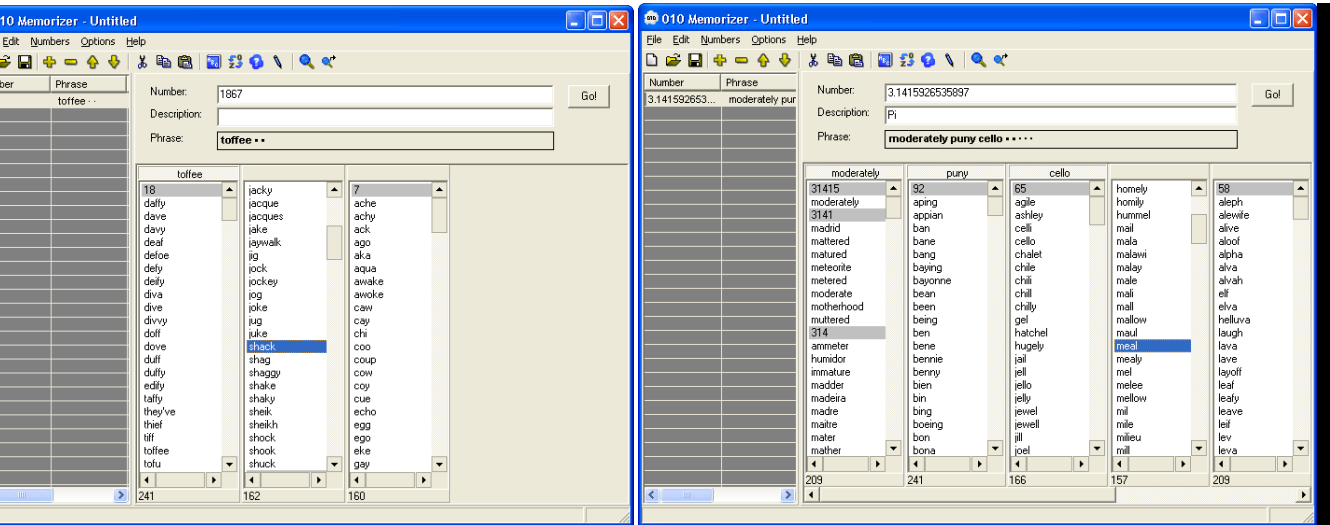 10 Memorizer - Untitled
Edit Numbers Options Help
ber Phrase
toffee · ·
Number: 1867
Go!
Description:
Phrase: toffee ▪ ▪
toffee
18
daffy
dave
davy
deaf
defoe
defy
deify
diva
dive
divvy
doff
dove
duff
duffy
edify
taffy
they've
thief
tiff
toffee
tofu
241
jacky
jacque
jacques
jake
jaywalk
jig
jock
jockey
jog
joke
jug
juke
shack
shag
shaggy
shake
shaky
sheik
sheikh
shock
shook
shuck
162
7
ache
achy
ack
ago
aka
aqua
awake
awoke
caw
cay
chi
coo
coup
cow
coy
cue
echo
egg
ego
eke
gay
160
010 Memorizer - Untitled
File Edit Numbers Options Help
Number Phrase
3.141592653... moderately pur
Number: 3.1415926535897
Go!
Description: Pi
Phrase: moderately puny cello ▪ ▪ · · ·
moderately
31415
moderately
3141
madrid
mattered
matured
meteorite
metered
moderate
motherhood
muttered
314
ammeter
humidor
immature
madder
madeira
madre
maitre
mater
mather
209
puny
92
aping
appian
ban
bane
bang
baying
bayonne
bean
been
being
ben
bene
bennie
benny
bien
bin
bing
boeing
bon
bona
241
cello
65
agile
ashley
celli
cello
chalet
chile
chili
chill
chilly
gel
hatchel
hugely
jail
jell
jello
jelly
jewel
jewell
jill
joel
166
homely
homily
hummel
mail
mala
malawi
malay
male
mali
mall
mallow
maul
meal
mealy
mel
melee
mellow
mil
mile
milieu
mill
157
58
aleph
alewife
alive
aloof
alpha
alva
alvah
elf
elva
helluva
laugh
lava
lave
layoff
leaf
leafy
leave
leif
lev
leva
209